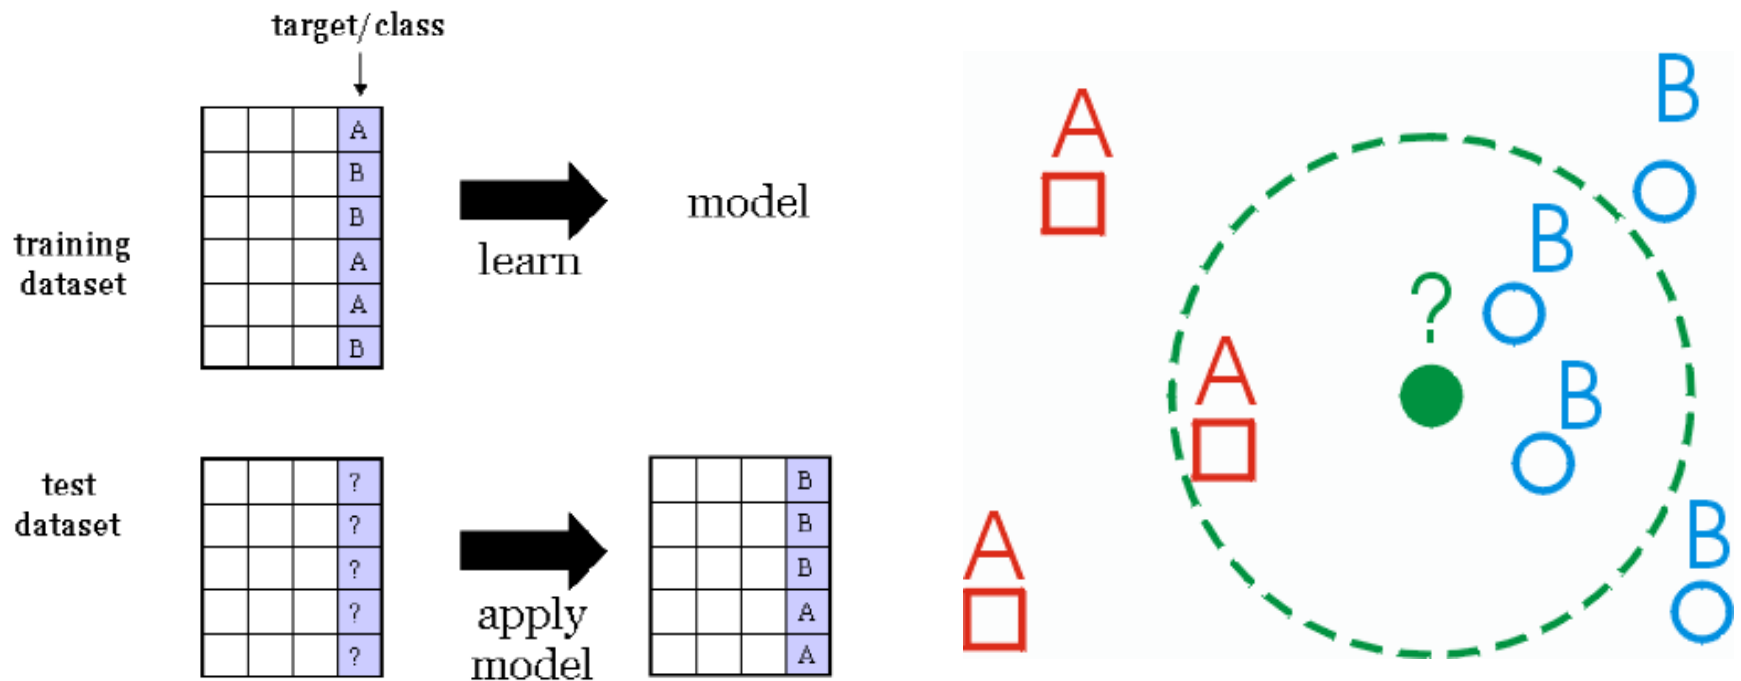 target/class
A
B
B
A
A
B
training
dataset
learn
model
test
dataset
?
?
?
?
?
apply
model
B
B
B
A
A
A
B
B
?
A
B
A
B